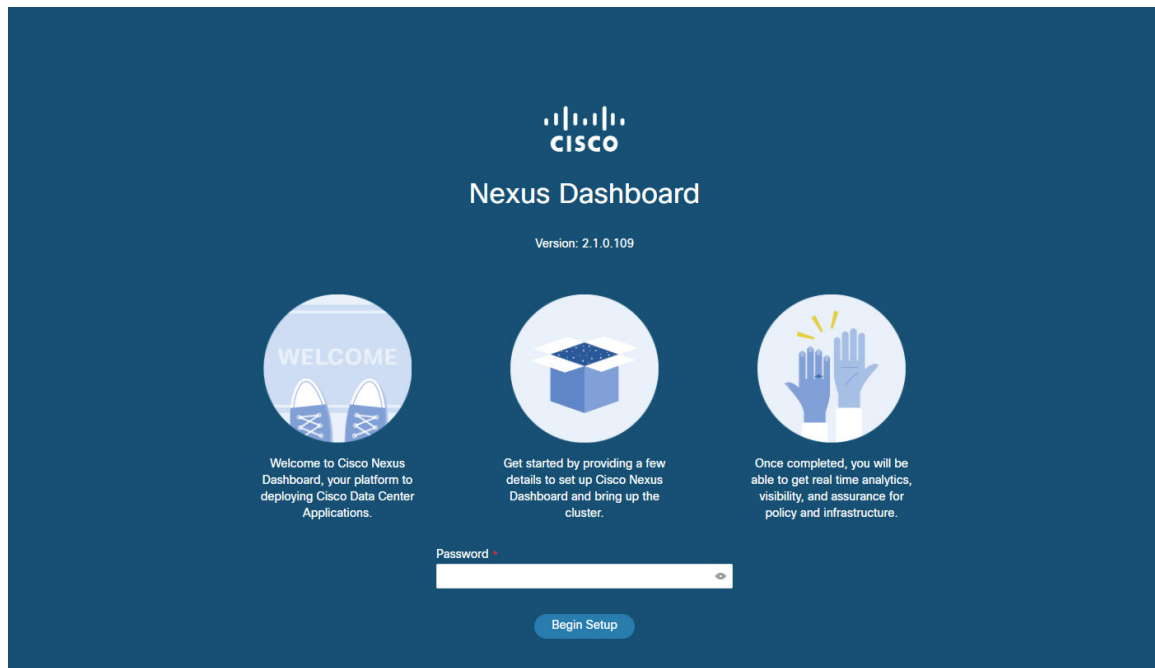 CISCO
Nexus Dashboard
Version: 2.1.0.109
WELCOME
Welcome to Cisco Nexus
Dashboard, your platform to
deploying Cisco Data Center
Applications.
Get started by providing a few
details to set up Cisco Nexus
Dashboard and bring up the
cluster.
Once completed, you will be
able to get real time analytics,
visibility, and assurance for
policy and infrastructure.
Password *
Begin Setup